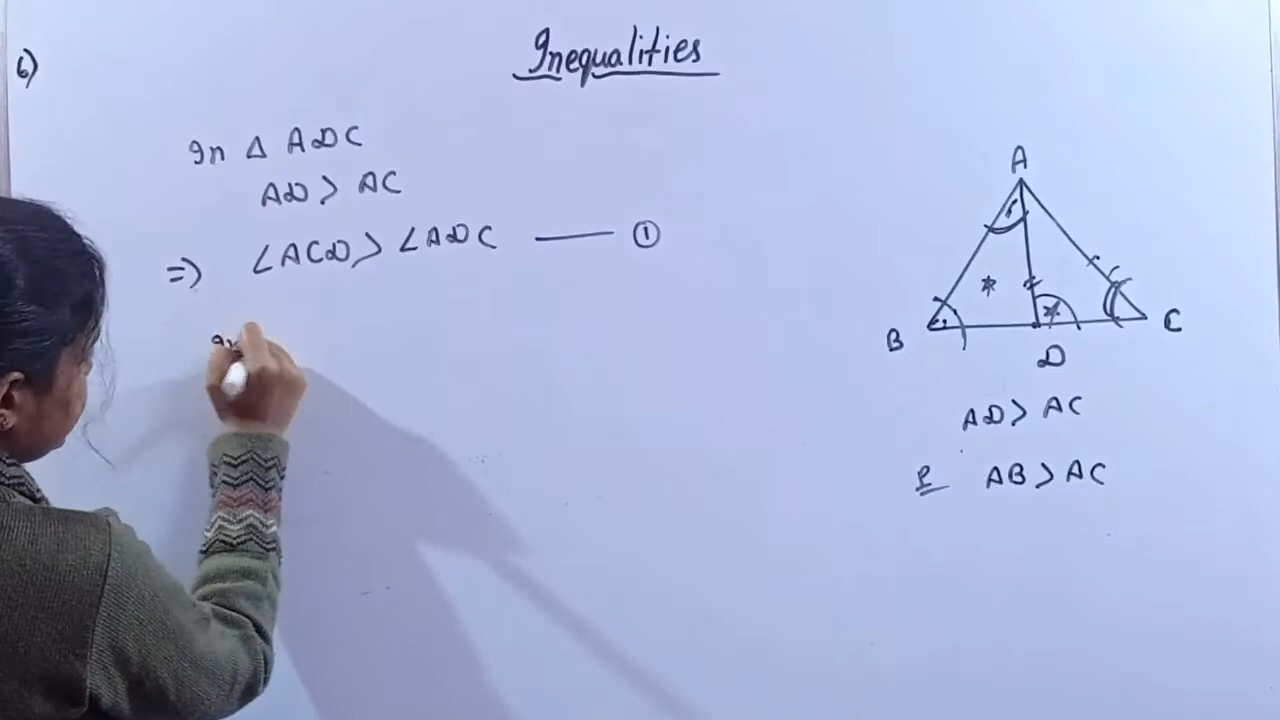 6)
Inequalities
In Δ ADC
AD > AC
=> ∠ACD > ∠ADC —— ①
A
B
D
C
AD > AC
P AB > AC